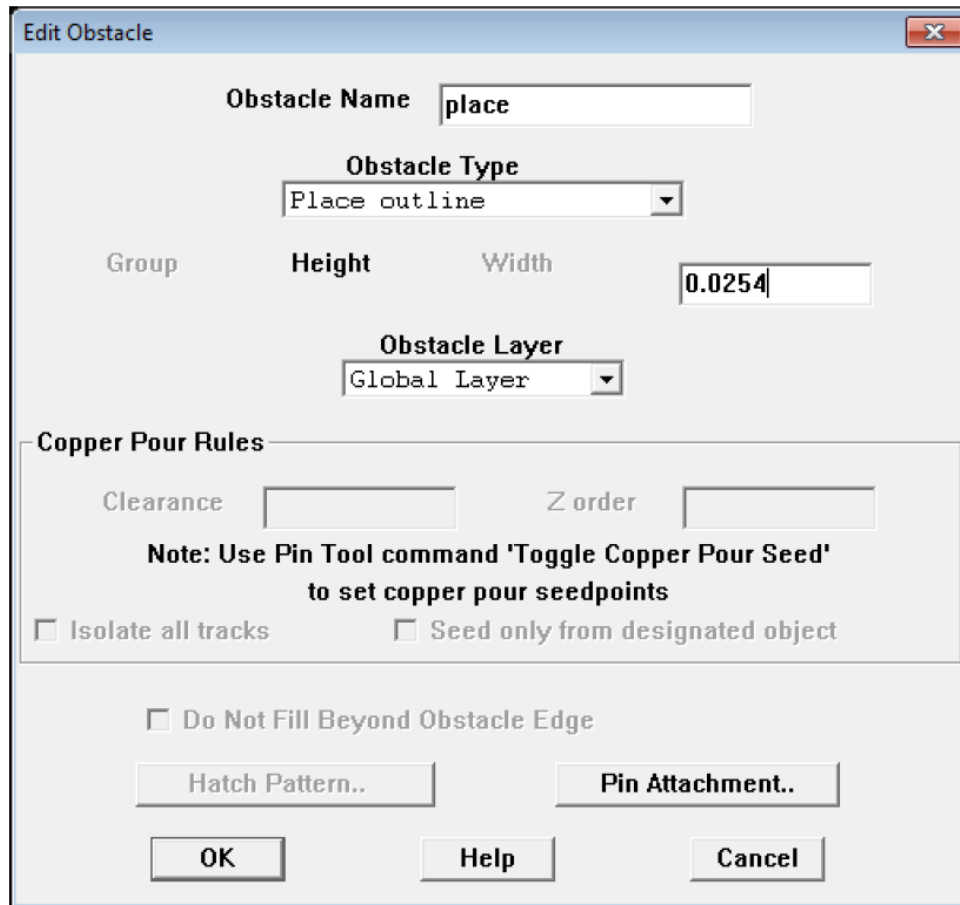 Edit Obstacle
Obstacle Name place
Obstacle Type
Place outline
Group Height Width 0.0254
Obstacle Layer
Global Layer
Copper Pour Rules
Clearance Z order
Note: Use Pin Tool command 'Toggle Copper Pour Seed'
to set copper pour seedpoints
Isolate all tracks Seed only from designated object
Do Not Fill Beyond Obstacle Edge
Hatch Pattern.. Pin Attachment..
OK Help Cancel